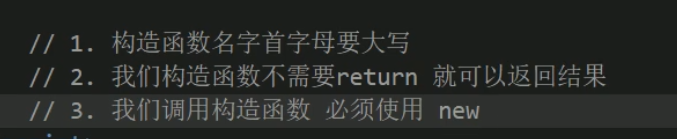 // 1. 构造函数名字首字母要大写
// 2. 我们构造函数不需要return 就可以返回结果
// 3. 我们调用构造函数 必须使用 new